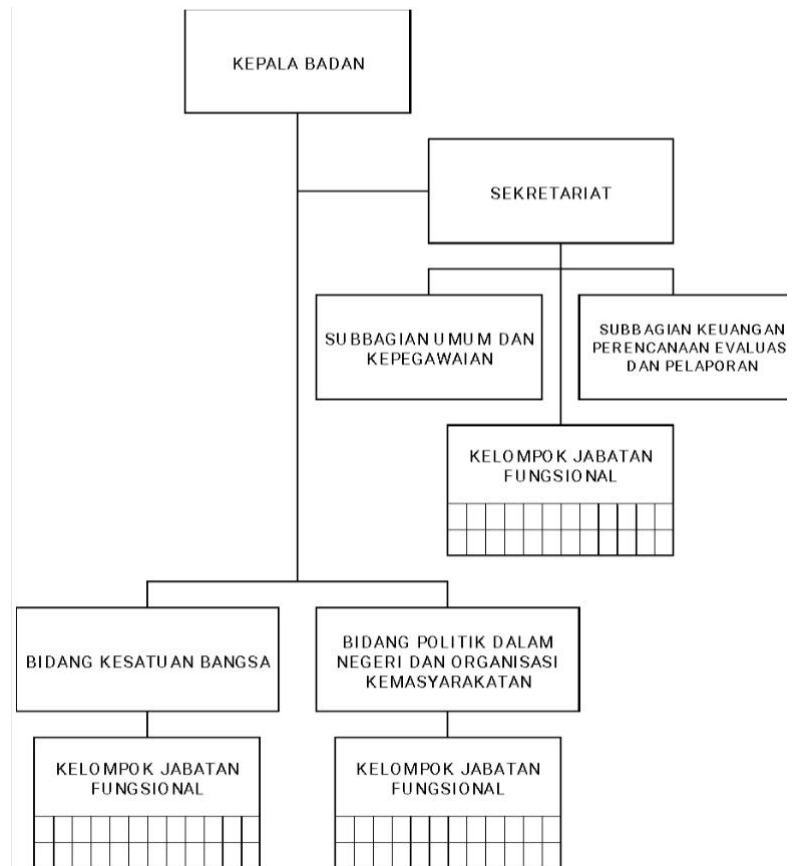 KEPALA BADAN
SEKRETARIAT
SUBBAGIAN UMUM DAN
KEPEGAWAIAN
SUBBAGIAN KEUANGAN
PERENCANAAN EVALUAS
DAN PELAPORAN
KELOMPOK JABATAN
FUNGSIONAL
BIDANG KESATUAN BANGSA
BIDANG POLITIK DALAM
NEGERI DAN ORGANISASI
KEMASYARAKATAN
KELOMPOK JABATAN
FUNGSIONAL
KELOMPOK JABATAN
FUNGSIONAL